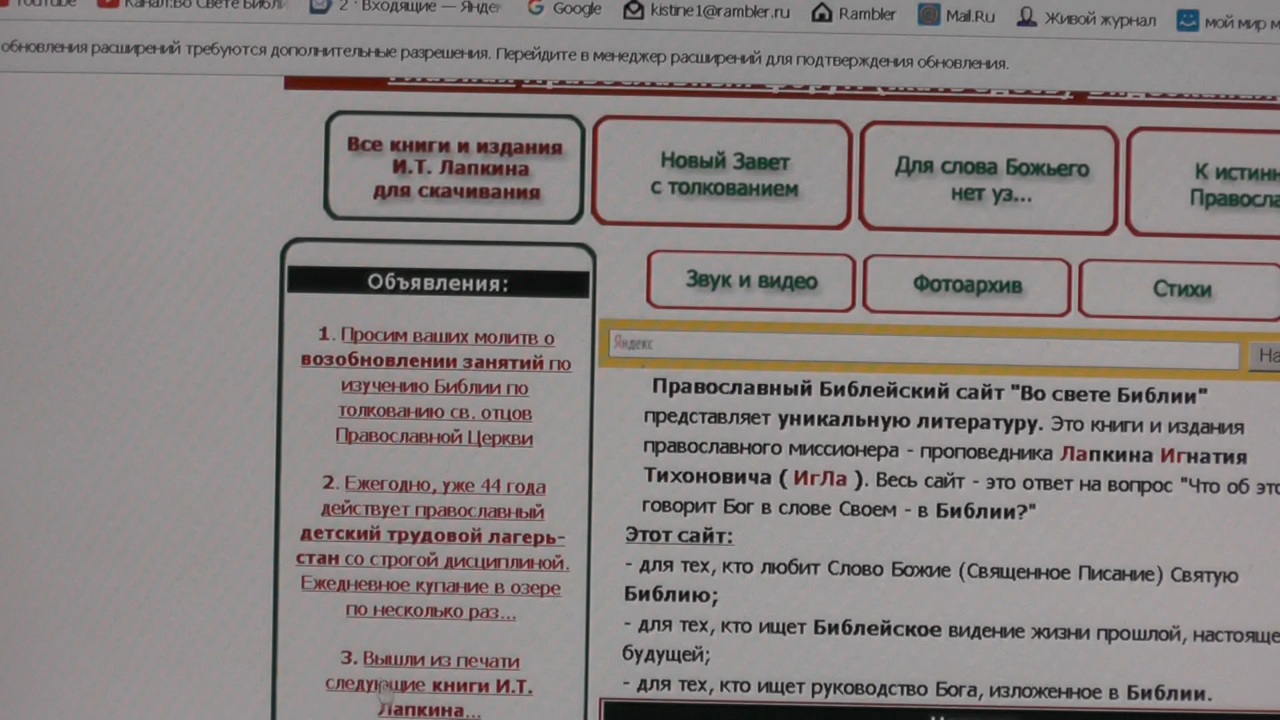 YouTube Канал:Во Свете Библи 2 · Входящие — Янде Google kistine1@rambler.ru Rambler Mail.Ru Живой журнал мой мир м
обновления расширений требуются дополнительные разрешения. Перейдите в менеджер расширений для подтверждения обновления.
Все книги и издания
И.Т. Лапкина
для скачивания
Новый Завет
с толкованием
Для слова Божьего
нет уз...
К истин
Правосла
Звук и видео
Фотоархив
Стихи
Яндекс
На
Объявления:
1. Просим ваших молитв о
возобновлении занятий по
изучению Библии по
толкованию св. отцов
Православной Церкви
2. Ежегодно, уже 44 года
действует православный
детский трудовой лагерь-
стан со строгой дисциплиной.
Ежедневное купание в озере
по несколько раз...
3. Вышли из печати
следующие книги И.Т.
Лапкина...
Православный Библейский сайт "Во свете Библии"
представляет уникальную литературу. Это книги и издания
православного миссионера - проповедника Лапкина Игнатия
Тихоновича ( ИгЛа ). Весь сайт - это ответ на вопрос "Что об это
говорит Бог в слове Своем - в Библии?"
Этот сайт:
- для тех, кто любит Слово Божие (Священное Писание) Святую
Библию;
- для тех, кто ищет Библейское видение жизни прошлой, настояще
будущей;
- для тех, кто ищет руководство Бога, изложенное в Библии.